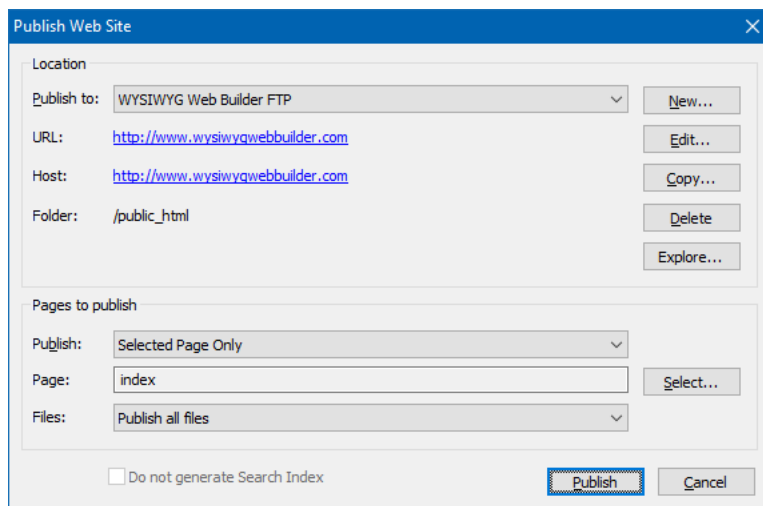 Publish Web Site
Location
Publish to: WYSIWYG Web Builder FTP New...
URL: http://www.wysiwygwebbuilder.com Edit...
Host: http://www.wysiwygwebbuilder.com Copy...
Folder: /public_html Delete
Explore...
Pages to publish
Publish: Selected Page Only
Page: index Select...
Files: Publish all files
Do not generate Search Index Publish Cancel